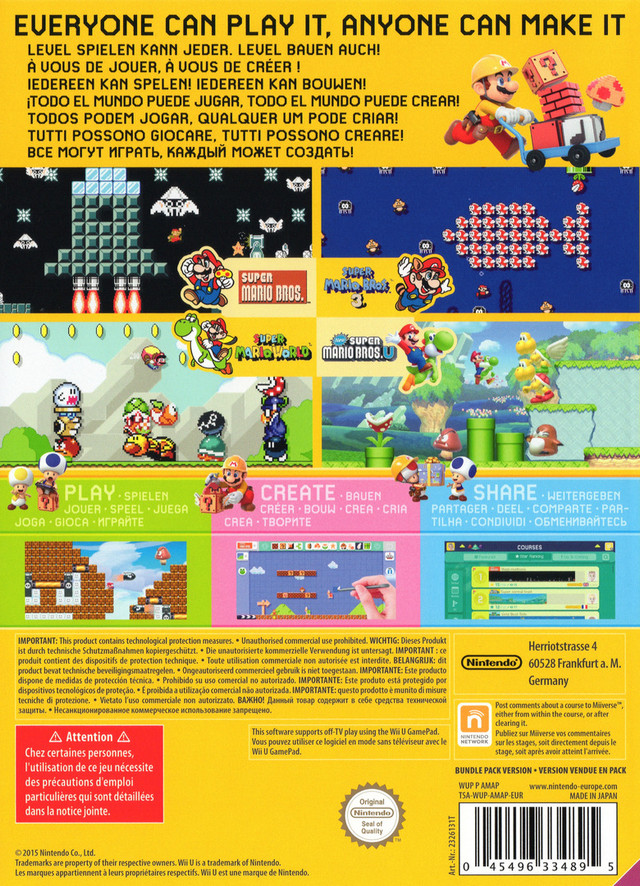 EVERYONE CAN PLAY IT, ANYONE CAN MAKE IT
LEVEL SPIELEN KANN JEDER. LEVEL BAUEN AUCH!
À VOUS DE JOUER, À VOUS DE CRÉER !
IEDEREEN KAN SPELEN! IEDEREEN KAN BOUWEN!
¡TODO EL MUNDO PUEDE JUGAR, TODO EL MUNDO PUEDE CREAR!
TODOS PODEM JOGAR, QUALQUER UM PODE CRIAR!
TUTTI POSSONO GIOCARE, TUTTI POSSONO CREARE!
ВСЕ МОГУТ ИГРАТЬ, КАЖДЫЙ МОЖЕТ СОЗДАТЬ!
SUPER
MARIO BROS.
SUPER
MARIO BROS.
3
SUPER
MARIO WORLD
NEW SUPER
MARIO BROS. U
PLAY · SPIELEN
JOUER · SPEEL · JUEGA
JOGA · GIOCA · ИГРАЙТЕ
CREATE · BAUEN
CRÉER · BOUW · CREA · CRIA
CREA · ТВОРИТЕ
SHARE · WEITERGEBEN
PARTAGER · DEEL · COMPARTE · PAR-
TILHA · CONDIVIDI · ОБМЕНИВАЙТЕСЬ
COURSES
1
2
IMPORTANT: This product contains technological protection measures. • Unauthorised commercial use prohibited. WICHTIG: Dieses Produkt
ist durch technische Schutzmaßnahmen kopiergeschützt. • Die unautorisierte kommerzielle Verwendung ist untersagt. IMPORTANT : ce
produit contient des dispositifs de protection technique. • Toute utilisation commerciale non autorisée est interdite. BELANGRIJK: dit
product bevat technische beveiligingsmaatregelen. • Ongeautoriseerd commercieel gebruik is niet toegestaan. IMPORTANTE: Este producto
dispone de medidas de protección técnica. • Prohibido su uso comercial no autorizado. IMPORTANTE: Este produto está protegido por
dispositivos tecnológicos de proteção. • É proibida a utilização comercial não autorizada. IMPORTANTE: questo prodotto è munito di misure
tecniche di protezione. • Vietato l'uso commerciale non autorizzato. ВАЖНО! Данный товар содержит в себе средства технической
защиты. • Несанкционированное коммерческое использование запрещено.
Nintendo
Herriotstrasse 4
60528 Frankfurt a. M.
Germany
NINTENDO
NETWORK
Post comments about a course to Miiverse™,
either from within the course, or after
clearing it.
Publiez sur Miiverse vos commentaires
sur les stages, soit directement depuis le
stage, soit après avoir atteint l'arrivée.
Attention
Chez certaines personnes,
l'utilisation de ce jeu nécessite
des précautions d'emploi
particulières qui sont détaillées
dans la notice jointe.
This software supports off-TV play using the Wii U GamePad.
Vous pouvez utiliser ce logiciel en mode sans téléviseur avec le
Wii U GamePad.
BUNDLE PACK VERSION • VERSION VENDUE EN PACK
WUP P AMAP
www.nintendo-europe.com
TSA-WUP-AMAP-EUR
MADE IN JAPAN
Original
Nintendo
Seal of
Quality
TM
Art.-Nr.: 2326131T
0 45496 33489 5
© 2015 Nintendo Co., Ltd.
Trademarks are property of their respective owners. Wii U is a trademark of Nintendo.
Les marques appartiennent à leurs propriétaires respectifs. Wii U est une marque de Nintendo.